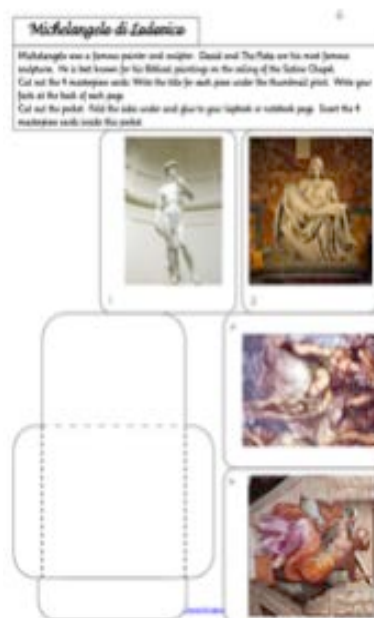 Michelangelo di Lodovico
Michelangelo was a famous painter and sculptor. David and The Pieta are his most famous
sculpture. He is best known for his Biblical paintings on the ceiling of the Sistine Chapel.
Cut out the 4 masterpiece cards. Write the title for each piece under the thumbnail print. Write your
facts at the back of each page.
Cut out the pocket. Fold the sides under and glue to your lapbook or notebook page. Insert the 4
masterpiece cards inside this pocket.
1
2